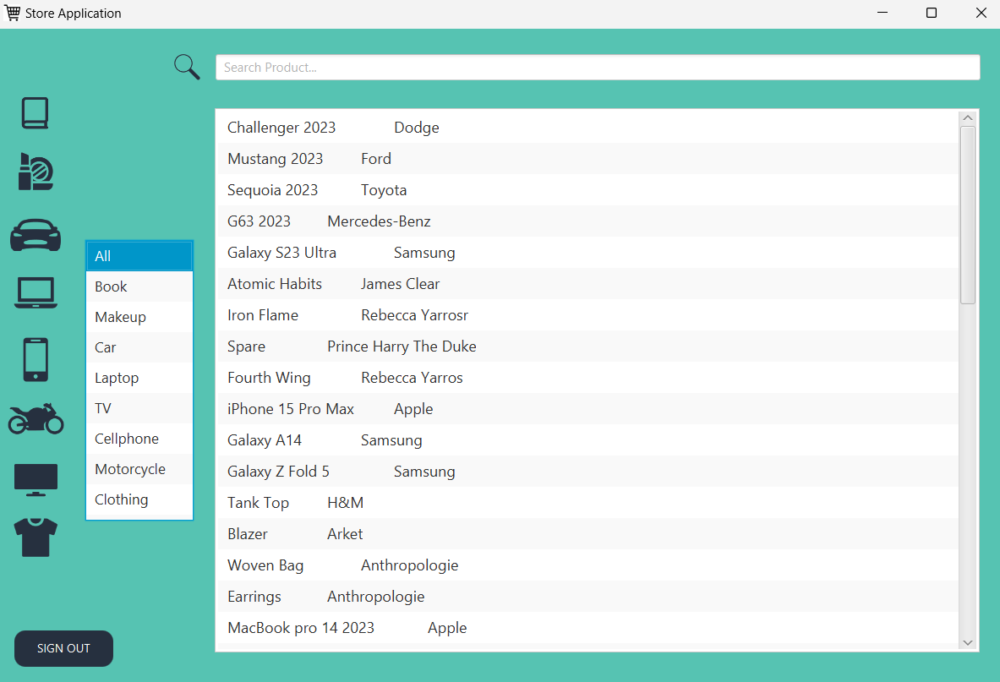 Store Application
Search Product...
All
Book
Makeup
Car
Laptop
TV
Cellphone
Motorcycle
Clothing
Challenger 2023 Dodge
Mustang 2023 Ford
Sequoia 2023 Toyota
G63 2023 Mercedes-Benz
Galaxy S23 Ultra Samsung
Atomic Habits James Clear
Iron Flame Rebecca Yarrosr
Spare Prince Harry The Duke
Fourth Wing Rebecca Yarros
iPhone 15 Pro Max Apple
Galaxy A14 Samsung
Galaxy Z Fold 5 Samsung
Tank Top H&M
Blazer Arket
Woven Bag Anthropologie
Earrings Anthropologie
MacBook pro 14 2023 Apple
SIGN OUT